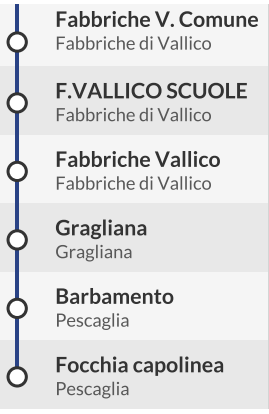 Fabbriche V. Comune
Fabbriche di Vallico
F.VALLICO SCUOLE
Fabbriche di Vallico
Fabbriche Vallico
Fabbriche di Vallico
Gragliana
Gragliana
Barbamento
Pescaglia
Focchia capolinea
Pescaglia